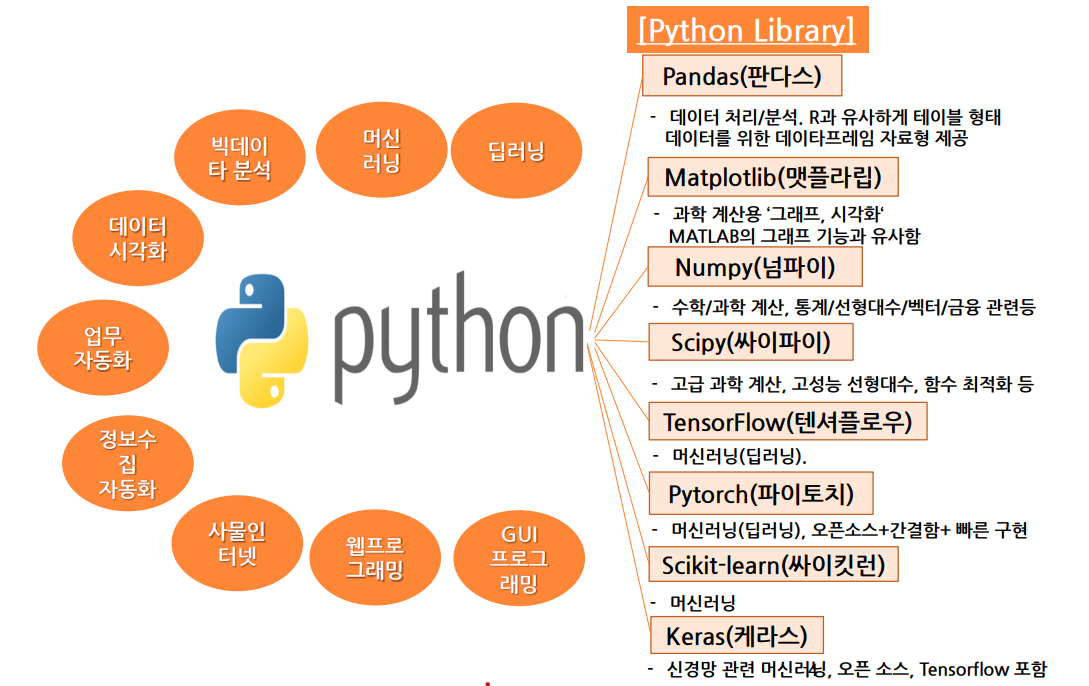 [Python Library]
Pandas(판다스)
- 데이터 처리/분석. R과 유사하게 테이블 형태
데이터를 위한 데이타프레임 자료형 제공
Matplotlib(맷플라립)
- 과학 계산용 ‘그래프, 시각화‘
MATLAB의 그래프 기능과 유사함
Numpy(넘파이)
- 수학/과학 계산, 통계/선형대수/벡터/금융 관련등
Scipy(싸이파이)
- 고급 과학 계산, 고성능 선형대수, 함수 최적화 등
TensorFlow(텐셔플로우)
- 머신러닝(딥러닝).
Pytorch(파이토치)
- 머신러닝(딥러닝), 오픈소스+간결함+ 빠른 구현
Scikit-learn(싸이킷런)
- 머신러닝
Keras(케라스)
- 신경망 관련 머신러닝, 오픈 소스, Tensorflow 포함
빅데이
타 분석
머신
러닝
딥러닝
데이터
시각화
업무
자동화
정보수
집
자동화
사물인
터넷
웹프로
그래밍
GUI
프로그
래밍
python